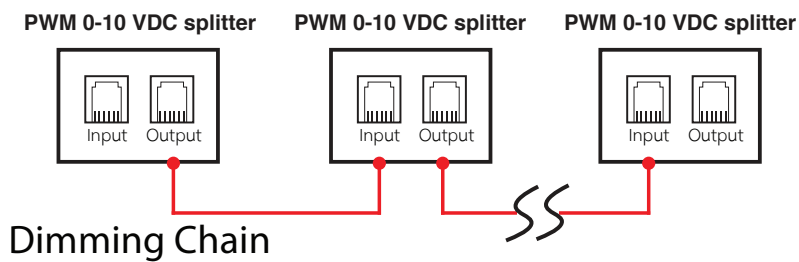 PWM 0-10 VDC splitter PWM 0-10 VDC splitter PWM 0-10 VDC splitter
Input Output Input Output Input Output
Dimming Chain